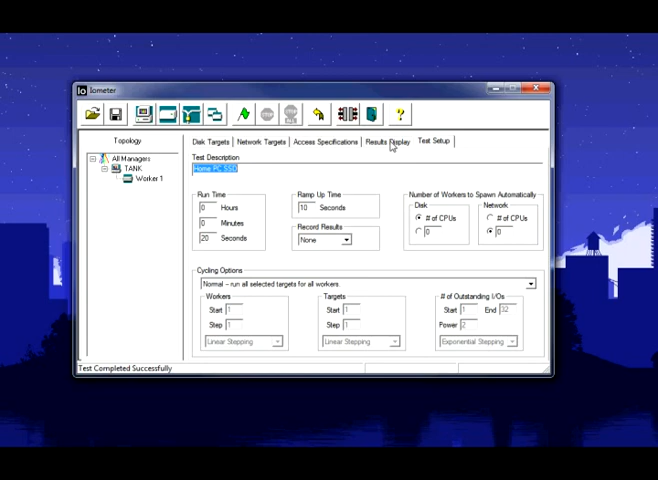 Iometer
Topology
All Managers
TANK
Worker 1
Disk Targets Network Targets Access Specifications Results Display Test Setup
Test Description
Home PC SSD
Run Time
0 Hours
0 Minutes
20 Seconds
Ramp Up Time
10 Seconds
Record Results
None
Number of Workers to Spawn Automatically
Disk
# of CPUs
0
Network
# of CPUs
0
Cycling Options
Normal -- run all selected targets for all workers.
Workers
Start 1
Step 1
Linear Stepping
Targets
Start 1
Step 1
Linear Stepping
# of Outstanding I/Os
Start 1 End 32
Power 2
Exponential Stepping
Test Completed Successfully